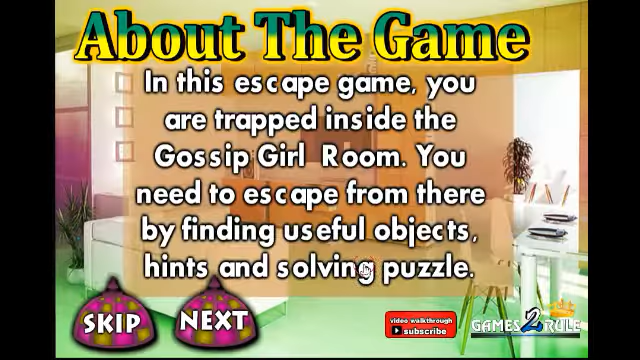 About The Game
In this escape game, you
are trapped inside the
Gossip Girl Room. You
need to escape from there
by finding useful objects,
hints and solving puzzle.
SKIP
NEXT
video walkthrough
subscribe
GAMES2RULE